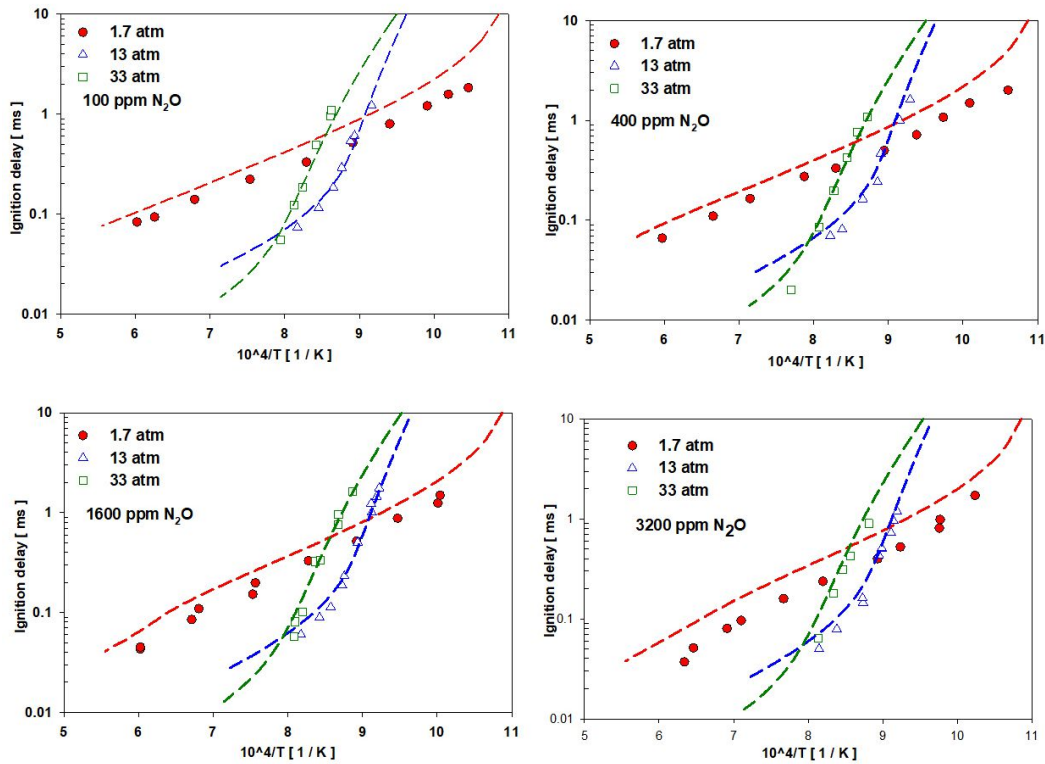 10
1
0.1
0.01
Ignition delay [ ms ]
1.7 atm
13 atm
33 atm
100 ppm N₂O
5 6 7 8 9 10 11
10^4/T [ 1 / K ]
10
1
0.1
0.01
Ignition delay [ ms ]
1.7 atm
13 atm
33 atm
400 ppm N₂O
5 6 7 8 9 10 11
10^4/T [ 1 / K ]
10
1
0.1
0.01
Ignition delay [ ms ]
1.7 atm
13 atm
33 atm
1600 ppm N₂O
5 6 7 8 9 10 11
10^4/T [ 1 / K ]
10
1
0.1
0.01
Ignition delay [ ms ]
1.7 atm
13 atm
33 atm
3200 ppm N₂O
5 6 7 8 9 10 11
10^4/T [ 1 / K ]